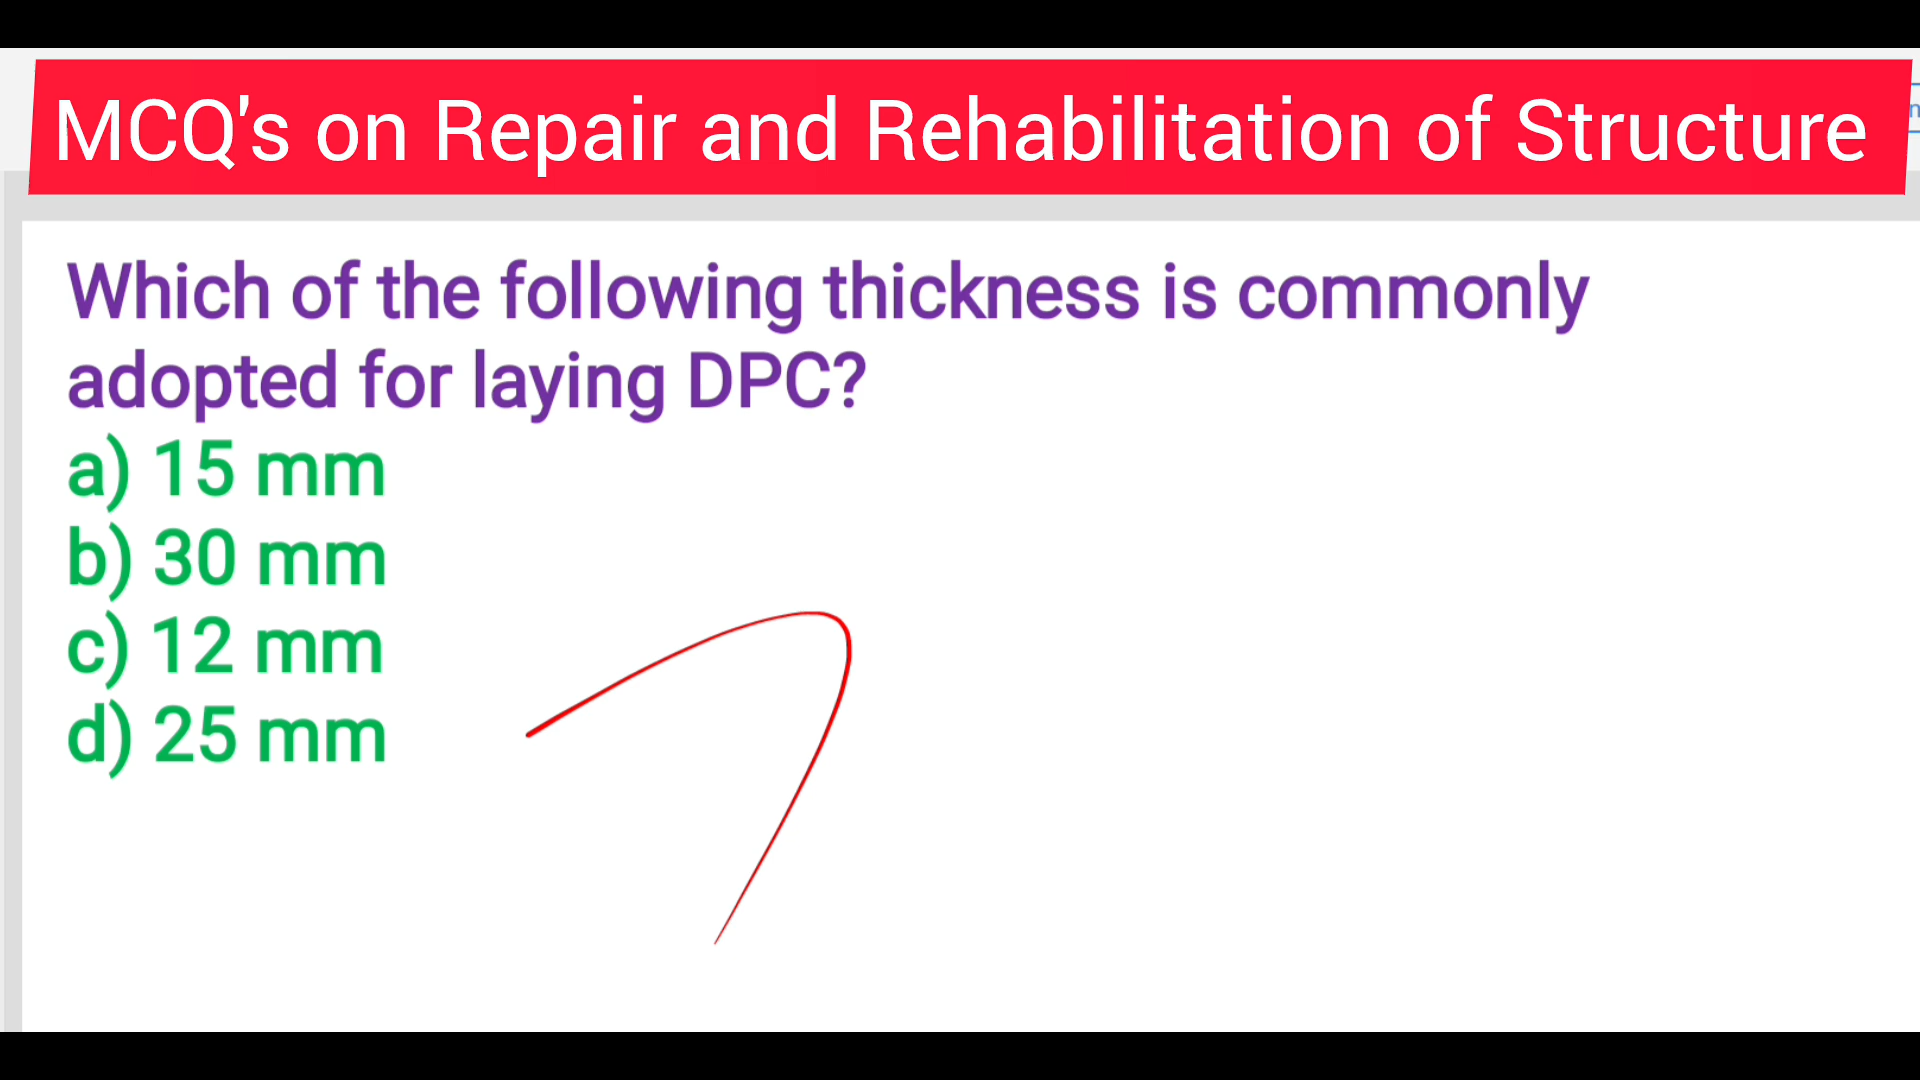 MCQ's on Repair and Rehabilitation of Structure
Which of the following thickness is commonly
adopted for laying DPC?
a) 15 mm
b) 30 mm
c) 12 mm
d) 25 mm